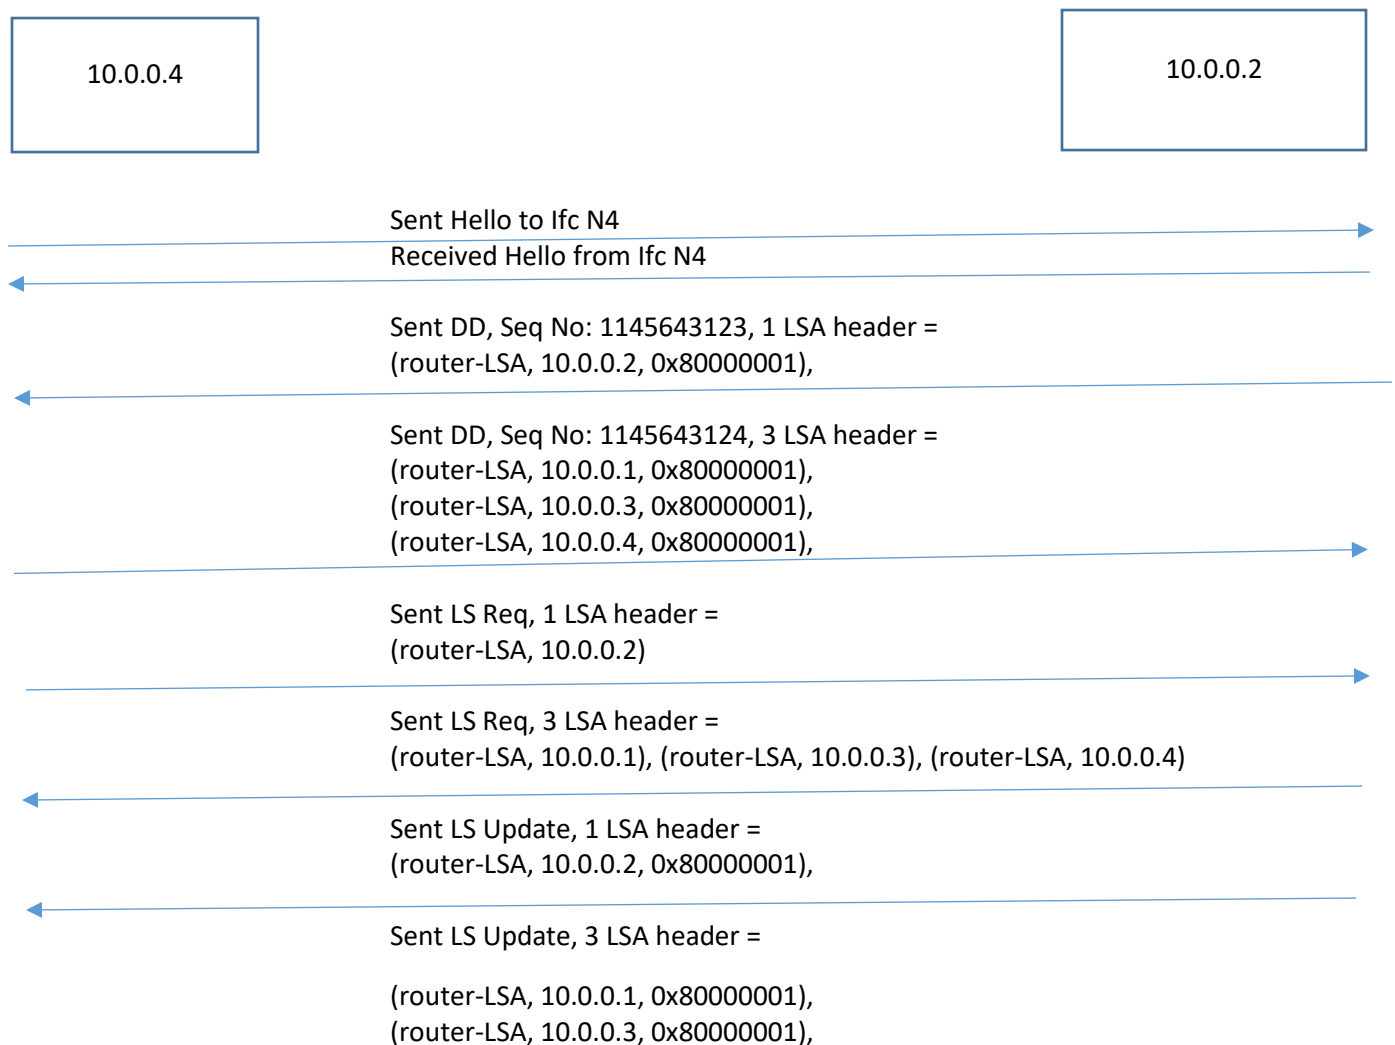 10.0.0.4
10.0.0.2
Sent Hello to Ifc N4
Received Hello from Ifc N4
Sent DD, Seq No: 1145643123, 1 LSA header =
(router-LSA, 10.0.0.2, 0x80000001),
Sent DD, Seq No: 1145643124, 3 LSA header =
(router-LSA, 10.0.0.1, 0x80000001),
(router-LSA, 10.0.0.3, 0x80000001),
(router-LSA, 10.0.0.4, 0x80000001),
Sent LS Req, 1 LSA header =
(router-LSA, 10.0.0.2)
Sent LS Req, 3 LSA header =
(router-LSA, 10.0.0.1), (router-LSA, 10.0.0.3), (router-LSA, 10.0.0.4)
Sent LS Update, 1 LSA header =
(router-LSA, 10.0.0.2, 0x80000001),
Sent LS Update, 3 LSA header =
(router-LSA, 10.0.0.1, 0x80000001),
(router-LSA, 10.0.0.3, 0x80000001),